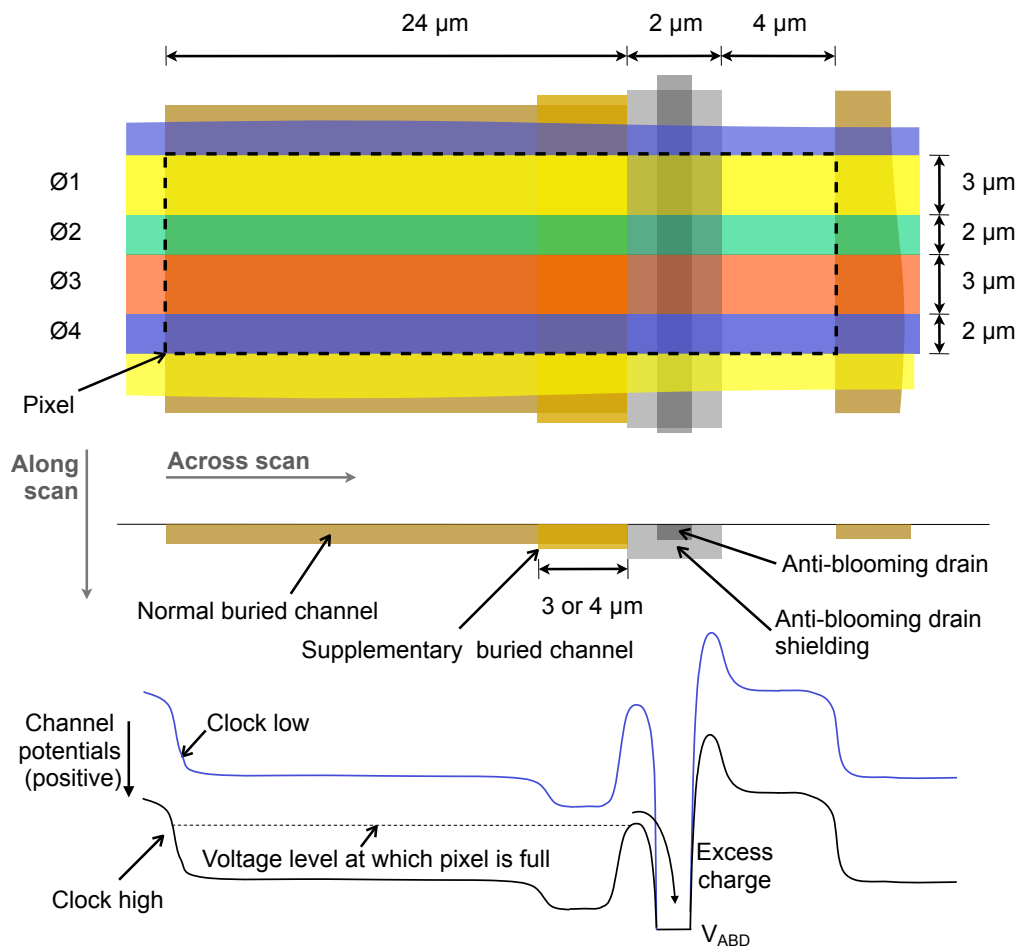 24 µm
2 µm
4 µm
Ø1
Ø2
Ø3
Ø4
3 µm
2 µm
3 µm
2 µm
Pixel
Along
scan
Across scan
Normal buried channel
3 or 4 µm
Supplementary buried channel
Anti-blooming drain
Anti-blooming drain
shielding
Clock low
Channel
potentials
(positive)
Voltage level at which pixel is full
Clock high
Excess
charge
V_ABD